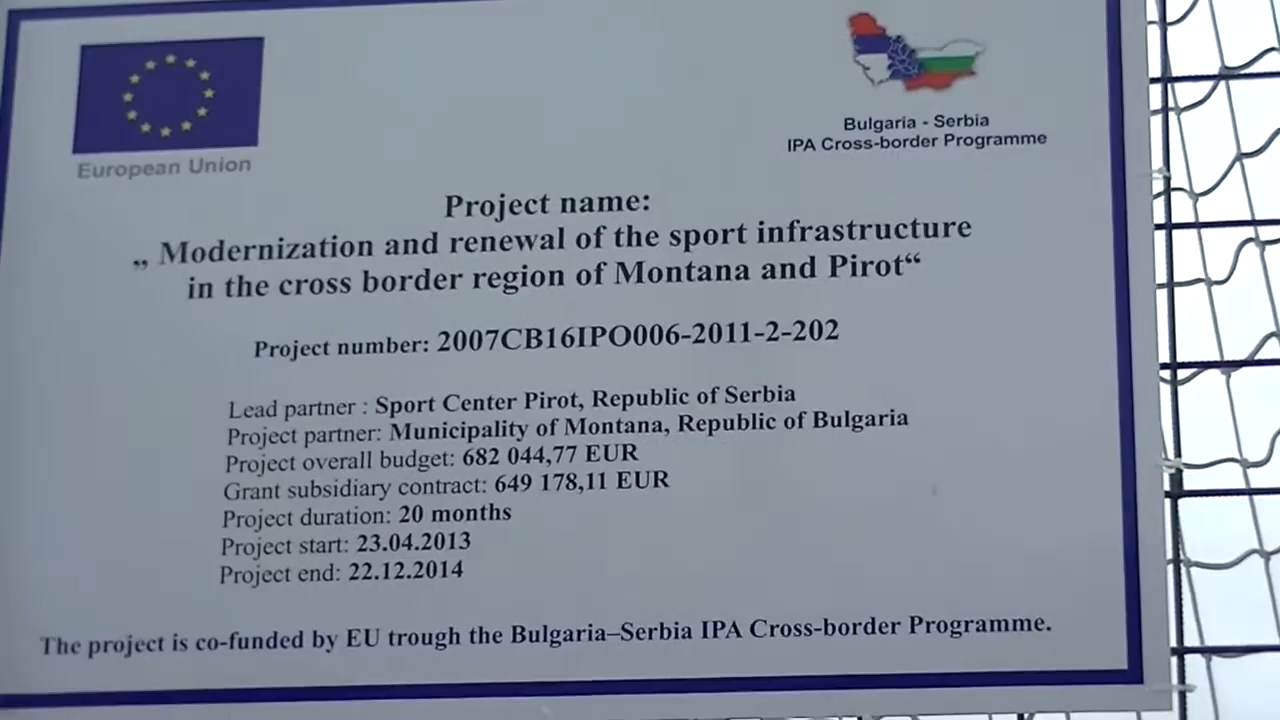 European Union
Bulgaria - Serbia
IPA Cross-border Programme
Project name:
„ Modernization and renewal of the sport infrastructure
in the cross border region of Montana and Pirot“
Project number: 2007CB16IPO006-2011-2-202
Lead partner : Sport Center Pirot, Republic of Serbia
Project partner: Municipality of Montana, Republic of Bulgaria
Project overall budget: 682 044,77 EUR
Grant subsidiary contract: 649 178,11 EUR
Project duration: 20 months
Project start: 23.04.2013
Project end: 22.12.2014
The project is co-funded by EU trough the Bulgaria–Serbia IPA Cross-border Programme.